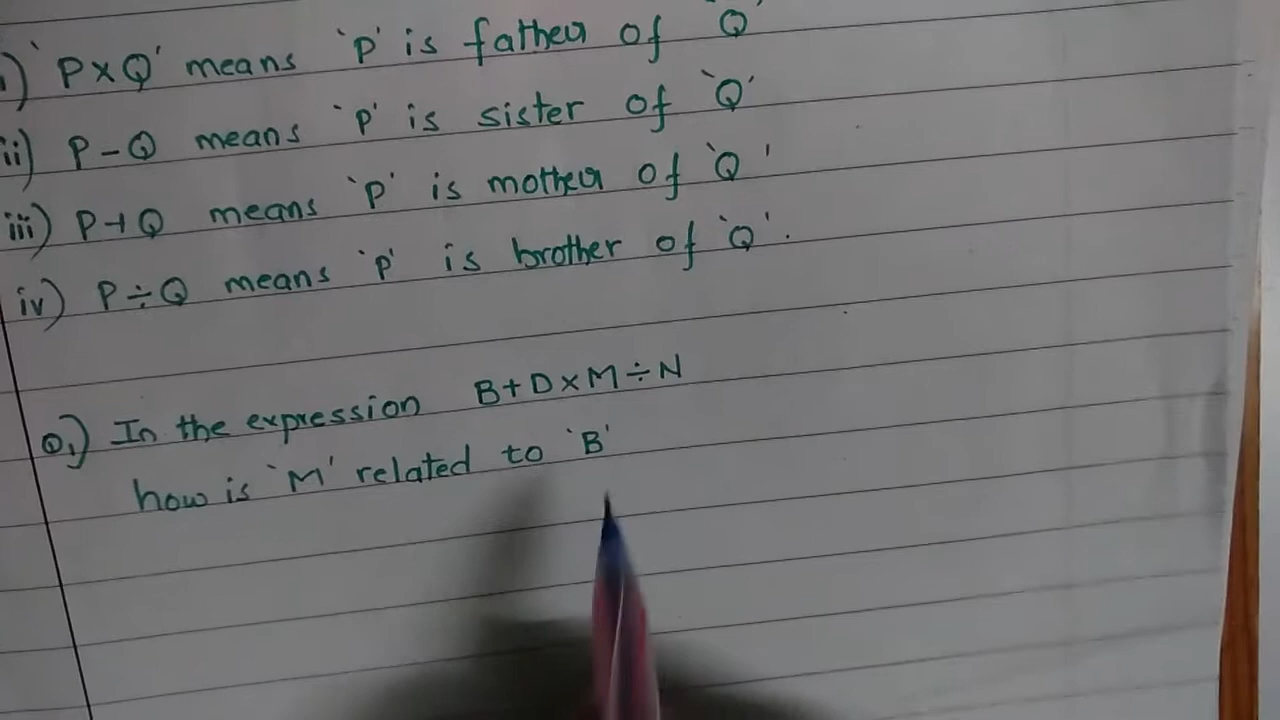 i) `P×Q' means `P' is father of `Q'
ii) P-Q means `P' is sister of `Q'
iii) P+Q means `P' is mother of `Q'
iv) P÷Q means `P' is brother of `Q'.
Q1) In the expression B+D×M÷N
how is `M' related to `B'